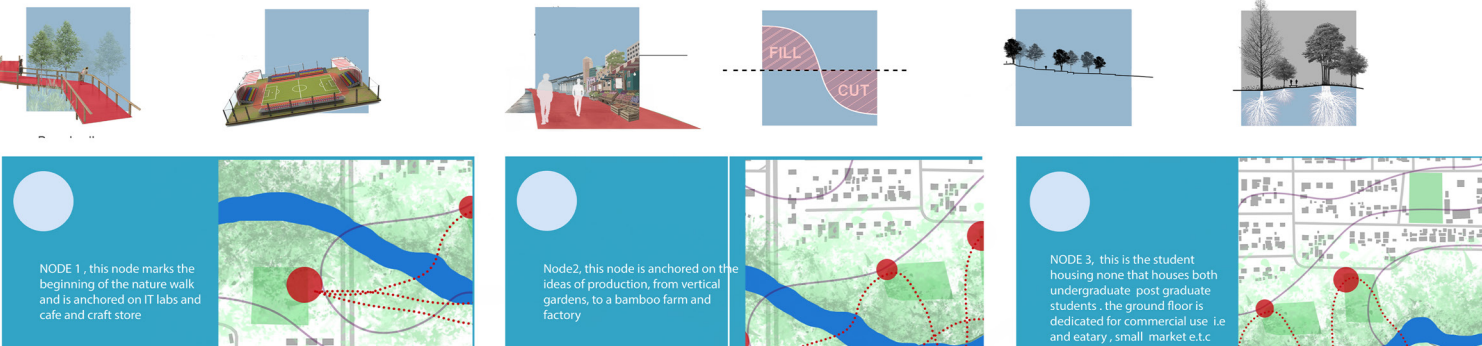 FILL
CUT
NODE 1 , this node marks the
beginning of the nature walk
and is anchored on IT labs and
cafe and craft store
Node2, this node is anchored on the
ideas of production, from vertical
gardens, to a bamboo farm and
factory
NODE 3,  this is the student
housing none that houses both
undergraduate  post graduate
students . the ground floor is
dedicated for commercial use  i.e
and eatary , small  market e.t.c